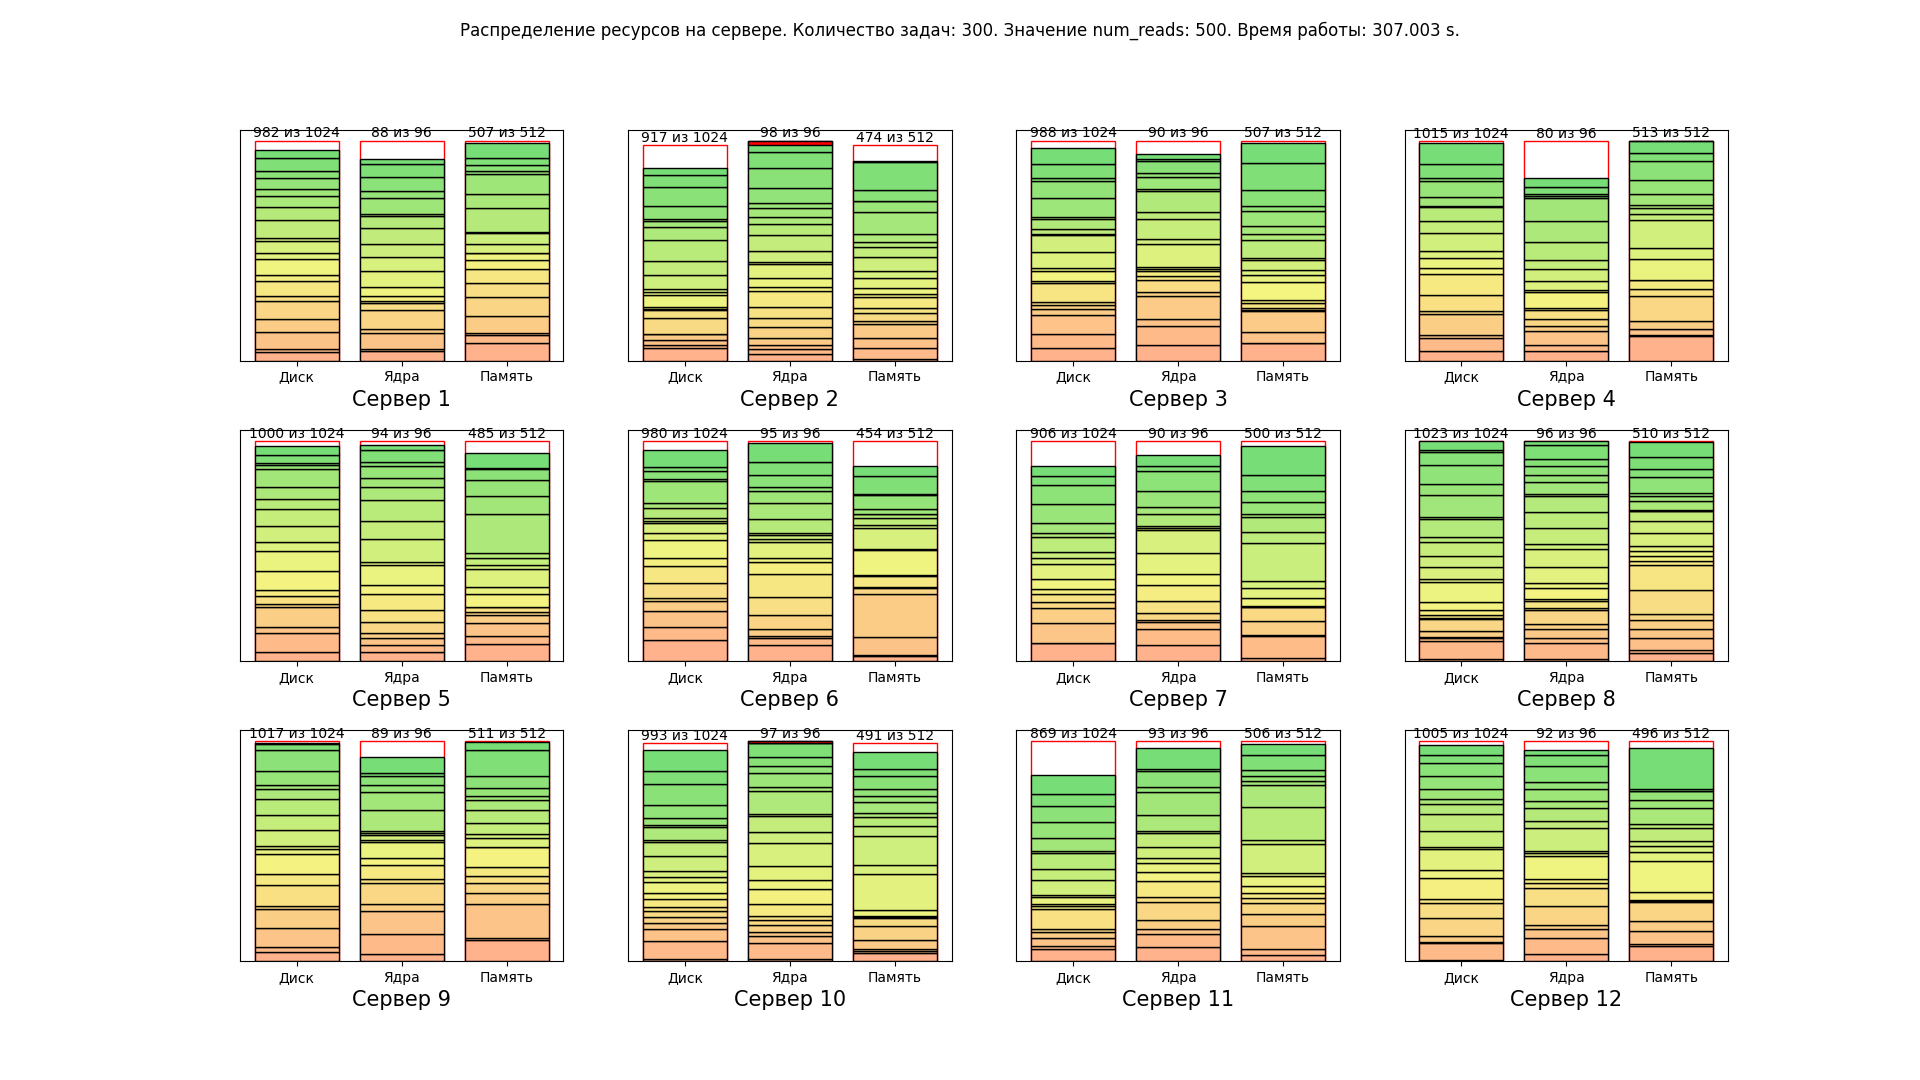 Распределение ресурсов на сервере. Количество задач: 300. Значение num_reads: 500. Время работы: 307.003 s.
982 из 1024 88 из 96 507 из 512
Диск Ядра Память
Сервер 1
917 из 1024 98 из 96 474 из 512
Диск Ядра Память
Сервер 2
988 из 1024 90 из 96 507 из 512
Диск Ядра Память
Сервер 3
1015 из 1024 80 из 96 513 из 512
Диск Ядра Память
Сервер 4
1000 из 1024 94 из 96 485 из 512
Диск Ядра Память
Сервер 5
980 из 1024 95 из 96 454 из 512
Диск Ядра Память
Сервер 6
906 из 1024 90 из 96 500 из 512
Диск Ядра Память
Сервер 7
1023 из 1024 96 из 96 510 из 512
Диск Ядра Память
Сервер 8
1017 из 1024 89 из 96 511 из 512
Диск Ядра Память
Сервер 9
993 из 1024 97 из 96 491 из 512
Диск Ядра Память
Сервер 10
869 из 1024 93 из 96 506 из 512
Диск Ядра Память
Сервер 11
1005 из 1024 92 из 96 496 из 512
Диск Ядра Память
Сервер 12